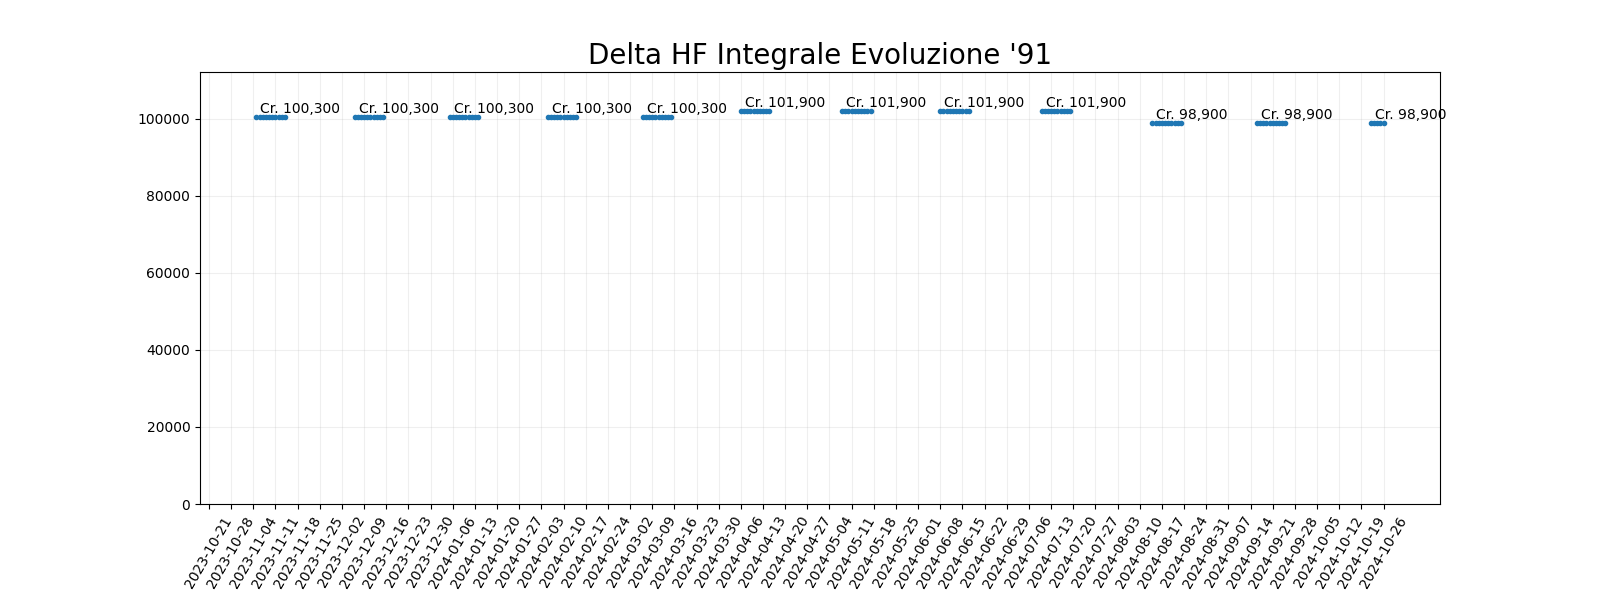 Delta HF Integrale Evoluzione '91
Cr. 100,300 Cr. 100,300 Cr. 100,300 Cr. 100,300 Cr. 100,300 Cr. 101,900 Cr. 101,900 Cr. 101,900 Cr. 101,900 Cr. 98,900 Cr. 98,900 Cr. 98,900
100000
80000
60000
40000
20000
0
2023-10-21 2023-10-28 2023-11-04 2023-11-11 2023-11-18 2023-11-25 2023-12-02 2023-12-09 2023-12-16 2023-12-23 2023-12-30 2024-01-06 2024-01-13 2024-01-20 2024-01-27 2024-02-03 2024-02-10 2024-02-17 2024-02-24 2024-03-02 2024-03-09 2024-03-16 2024-03-23 2024-03-30 2024-04-06 2024-04-13 2024-04-20 2024-04-27 2024-05-04 2024-05-11 2024-05-18 2024-05-25 2024-06-01 2024-06-08 2024-06-15 2024-06-22 2024-06-29 2024-07-06 2024-07-13 2024-07-20 2024-07-27 2024-08-03 2024-08-10 2024-08-17 2024-08-24 2024-08-31 2024-09-07 2024-09-14 2024-09-21 2024-09-28 2024-10-05 2024-10-12 2024-10-19 2024-10-26